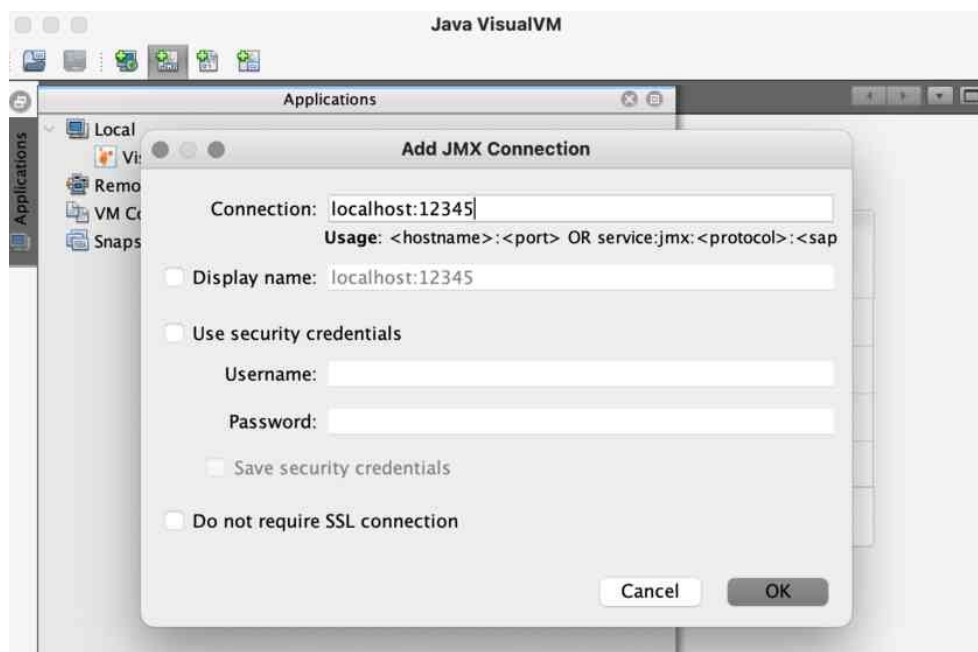 Java VisualVM
Applications
Applications
Local
Remo
VM
Snaps
Add JMX Connection
Connection: localhost:12345
Usage: <hostname>:<port> OR service:jmx:<protocol>:<sap
Display name: localhost:12345
Use security credentials
Username:
Password:
Save security credentials
Do not require SSL connection
Cancel OK